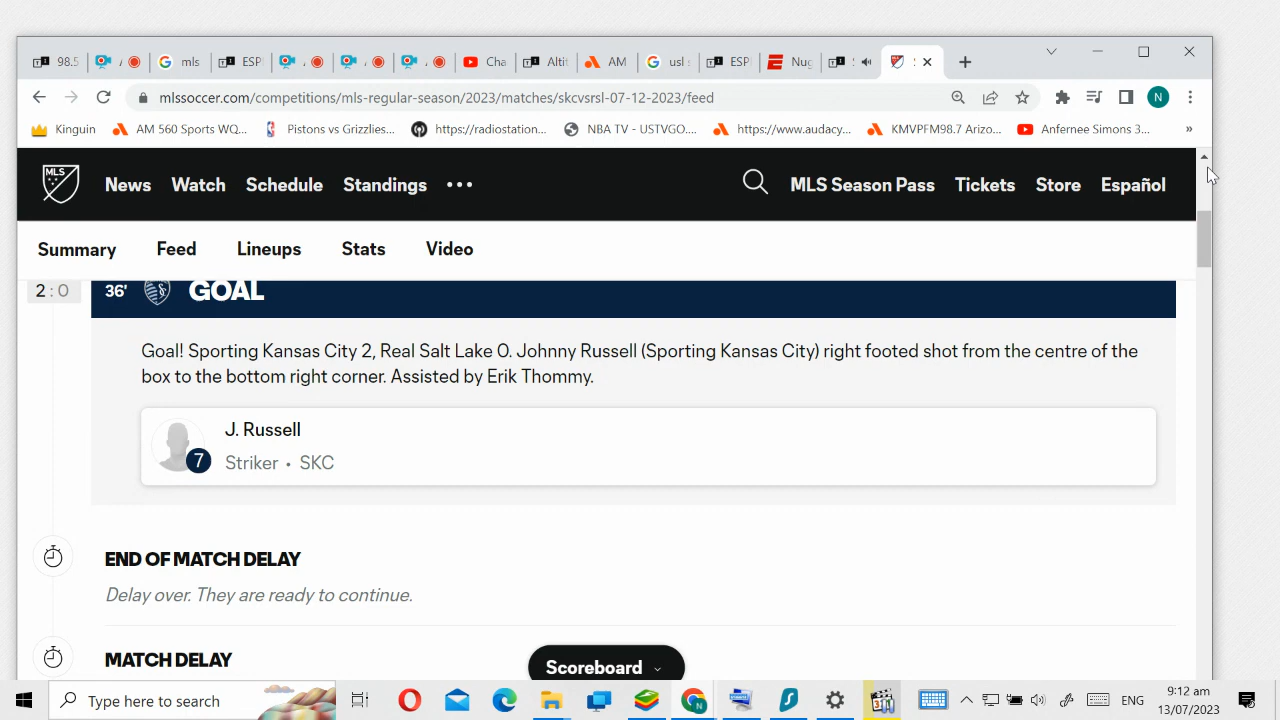 98.
A
ms
ESP
Cha
Altit
AM
usl s
ESP
Nug
mlssoccer.com/competitions/mls-regular-season/2023/matches/skcvsrsl-07-12-2023/feed
N
Kinguin
AM 560 Sports WQ...
Pistons vs Grizzlies...
https://radiostation...
NBA TV - USTVGO....
https://www.audacy...
KMVPFM98.7 Arizo...
Anfernee Simons 3...
»
MLS
News
Watch
Schedule
Standings
MLS Season Pass
Tickets
Store
Español
Summary
Feed
Lineups
Stats
Video
2 : 0
36'
GOAL
Goal! Sporting Kansas City 2, Real Salt Lake 0. Johnny Russell (Sporting Kansas City) right footed shot from the centre of the
box to the bottom right corner. Assisted by Erik Thommy.
J. Russell
7
Striker • SKC
END OF MATCH DELAY
Delay over. They are ready to continue.
MATCH DELAY
Scoreboard
Type here to search
ENG
9:12 am
13/07/2023